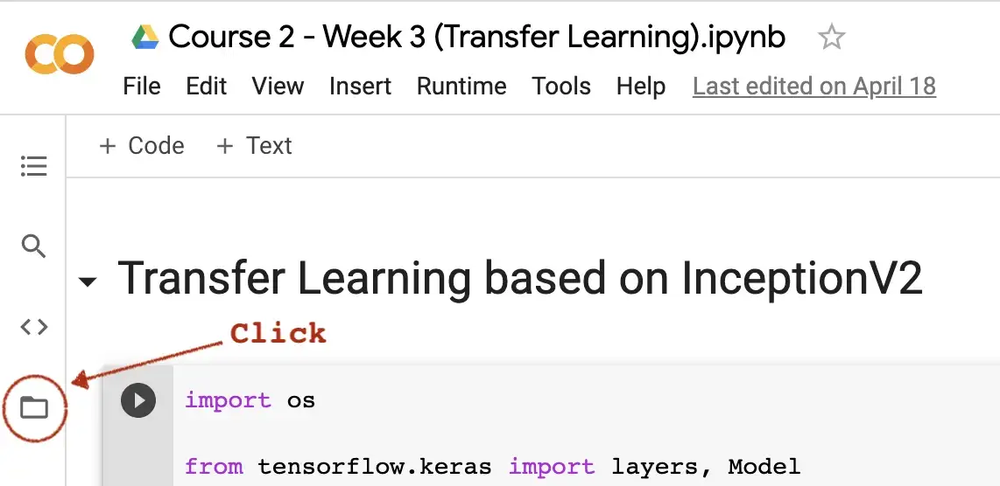 Course 2 - Week 3 (Transfer Learning).ipynb
File Edit View Insert Runtime Tools Help Last edited on April 18
+ Code + Text
Transfer Learning based on InceptionV2
Click
import os
from tensorflow.keras import layers, Model